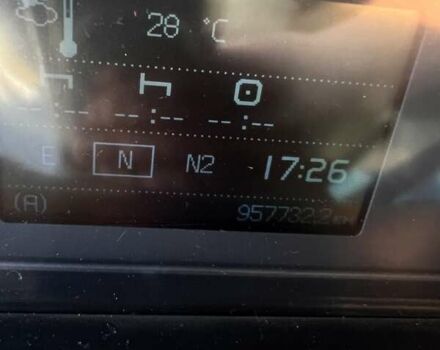 28 °C
--:-- --:-- --:--
E N N2 17:26
(A) 957732.2 km